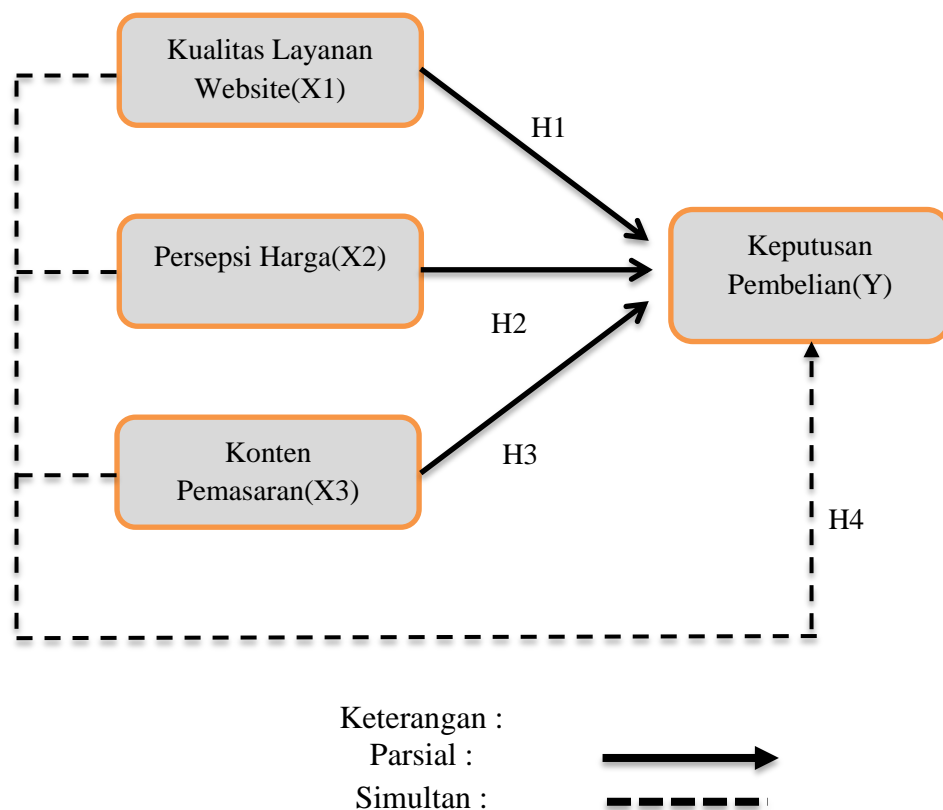 Kualitas Layanan
Website(X1)
H1
Persepsi Harga(X2)
Keputusan
Pembelian(Y)
H2
Konten
Pemasaran(X3)
H3
H4
Keterangan :
Parsial :
Simultan :